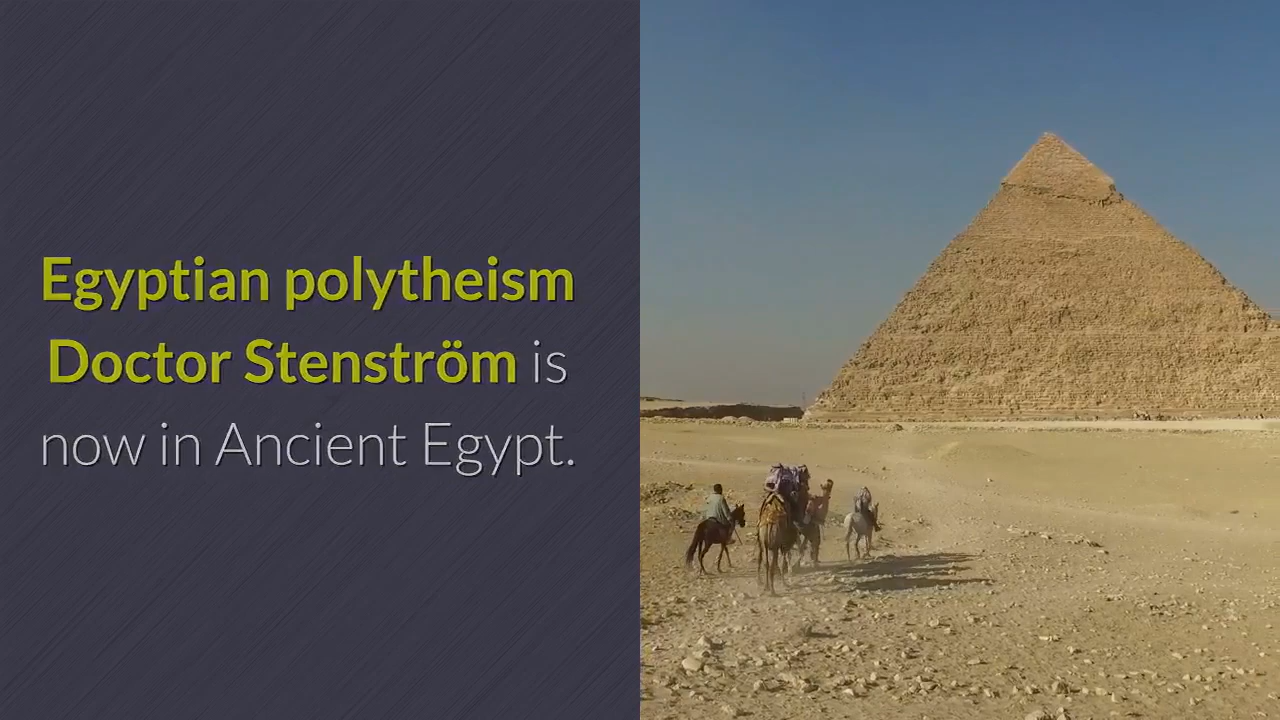 Egyptian polytheism
Doctor Stenström is
now in Ancient Egypt.